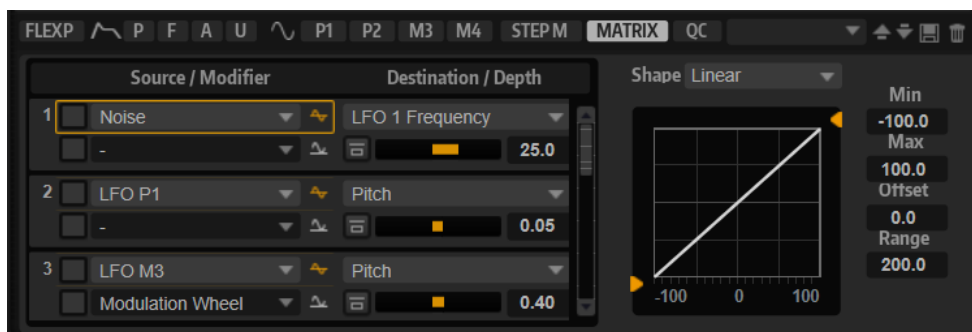 FLEXP P F A U P1 P2 M3 M4 STEP M MATRIX QC
Source / Modifier Destination / Depth
1 Noise LFO 1 Frequency
- 25.0
2 LFO P1 Pitch
- 0.05
3 LFO M3 Pitch
Modulation Wheel 0.40
Shape Linear
-100 0 100
Min
-100.0
Max
100.0
Offset
0.0
Range
200.0